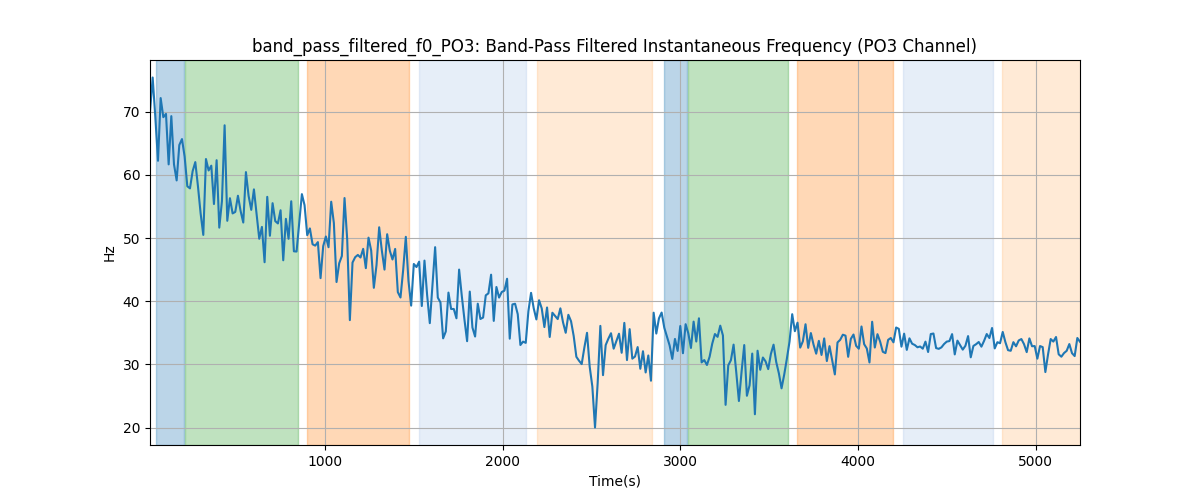 band_pass_filtered_f0_PO3: Band-Pass Filtered Instantaneous Frequency (PO3 Channel)
70
60
50
40
30
20
Hz
1000 2000 3000 4000 5000
Time(s)